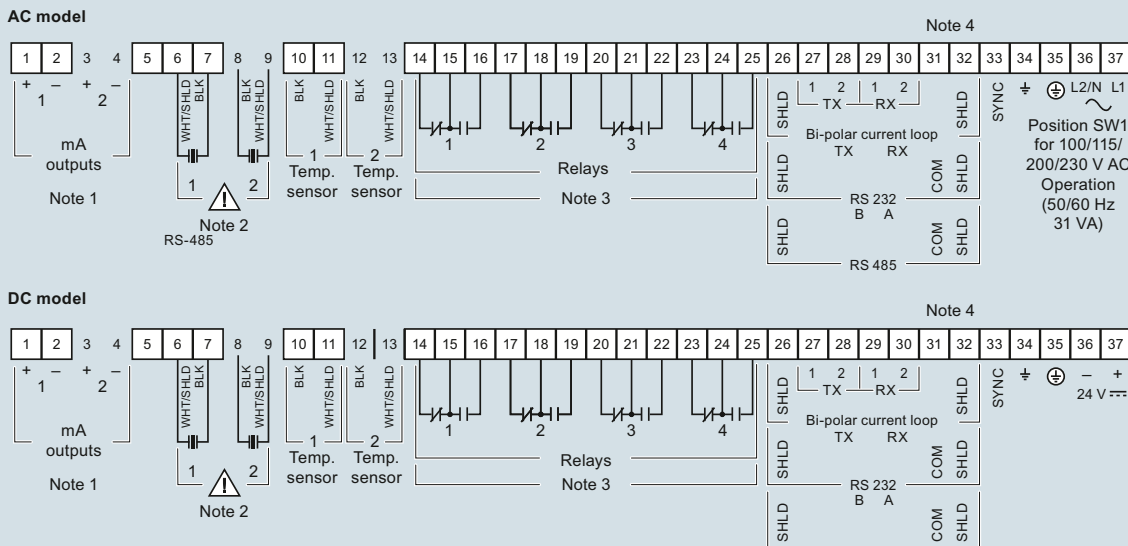 AC model
Note 4
1 2 3 4 5 6 7 8 9 10 11 12 13 14 15 16 17 18 19 20 21 22 23 24 25 26 27 28 29 30 31 32 33 34 35 36 37
+ – + –
1 2
mA
outputs
Note 1
WHT/SHLD
BLK
BLK
WHT/SHLD
1 2
Note 2
RS-485
BLK
WHT/SHLD
1
Temp.
sensor
BLK
WHT/SHLD
2
Temp.
sensor
1 2 3 4
Relays
Note 3
SHLD
1 2 1 2
TX RX
SHLD
Bi-polar current loop
SHLD
TX RX
COM
SHLD
RS 232
SHLD
B A
COM
SHLD
RS 485
SYNC
L2/N L1
Position SW1
for 100/115/
200/230 V AC
Operation
(50/60 Hz
31 VA)
DC model
Note 4
1 2 3 4 5 6 7 8 9 10 11 12 13 14 15 16 17 18 19 20 21 22 23 24 25 26 27 28 29 30 31 32 33 34 35 36 37
+ – + –
1 2
mA
outputs
Note 1
WHT/SHLD
BLK
BLK
WHT/SHLD
1 2
Note 2
BLK
WHT/SHLD
1
Temp.
sensor
BLK
WHT/SHLD
2
Temp.
sensor
1 2 3 4
Relays
Note 3
SHLD
1 2 1 2
TX RX
SHLD
Bi-polar current loop
SHLD
TX RX
COM
SHLD
RS 232
SHLD
B A
COM
SHLD
SYNC
– +
24 V